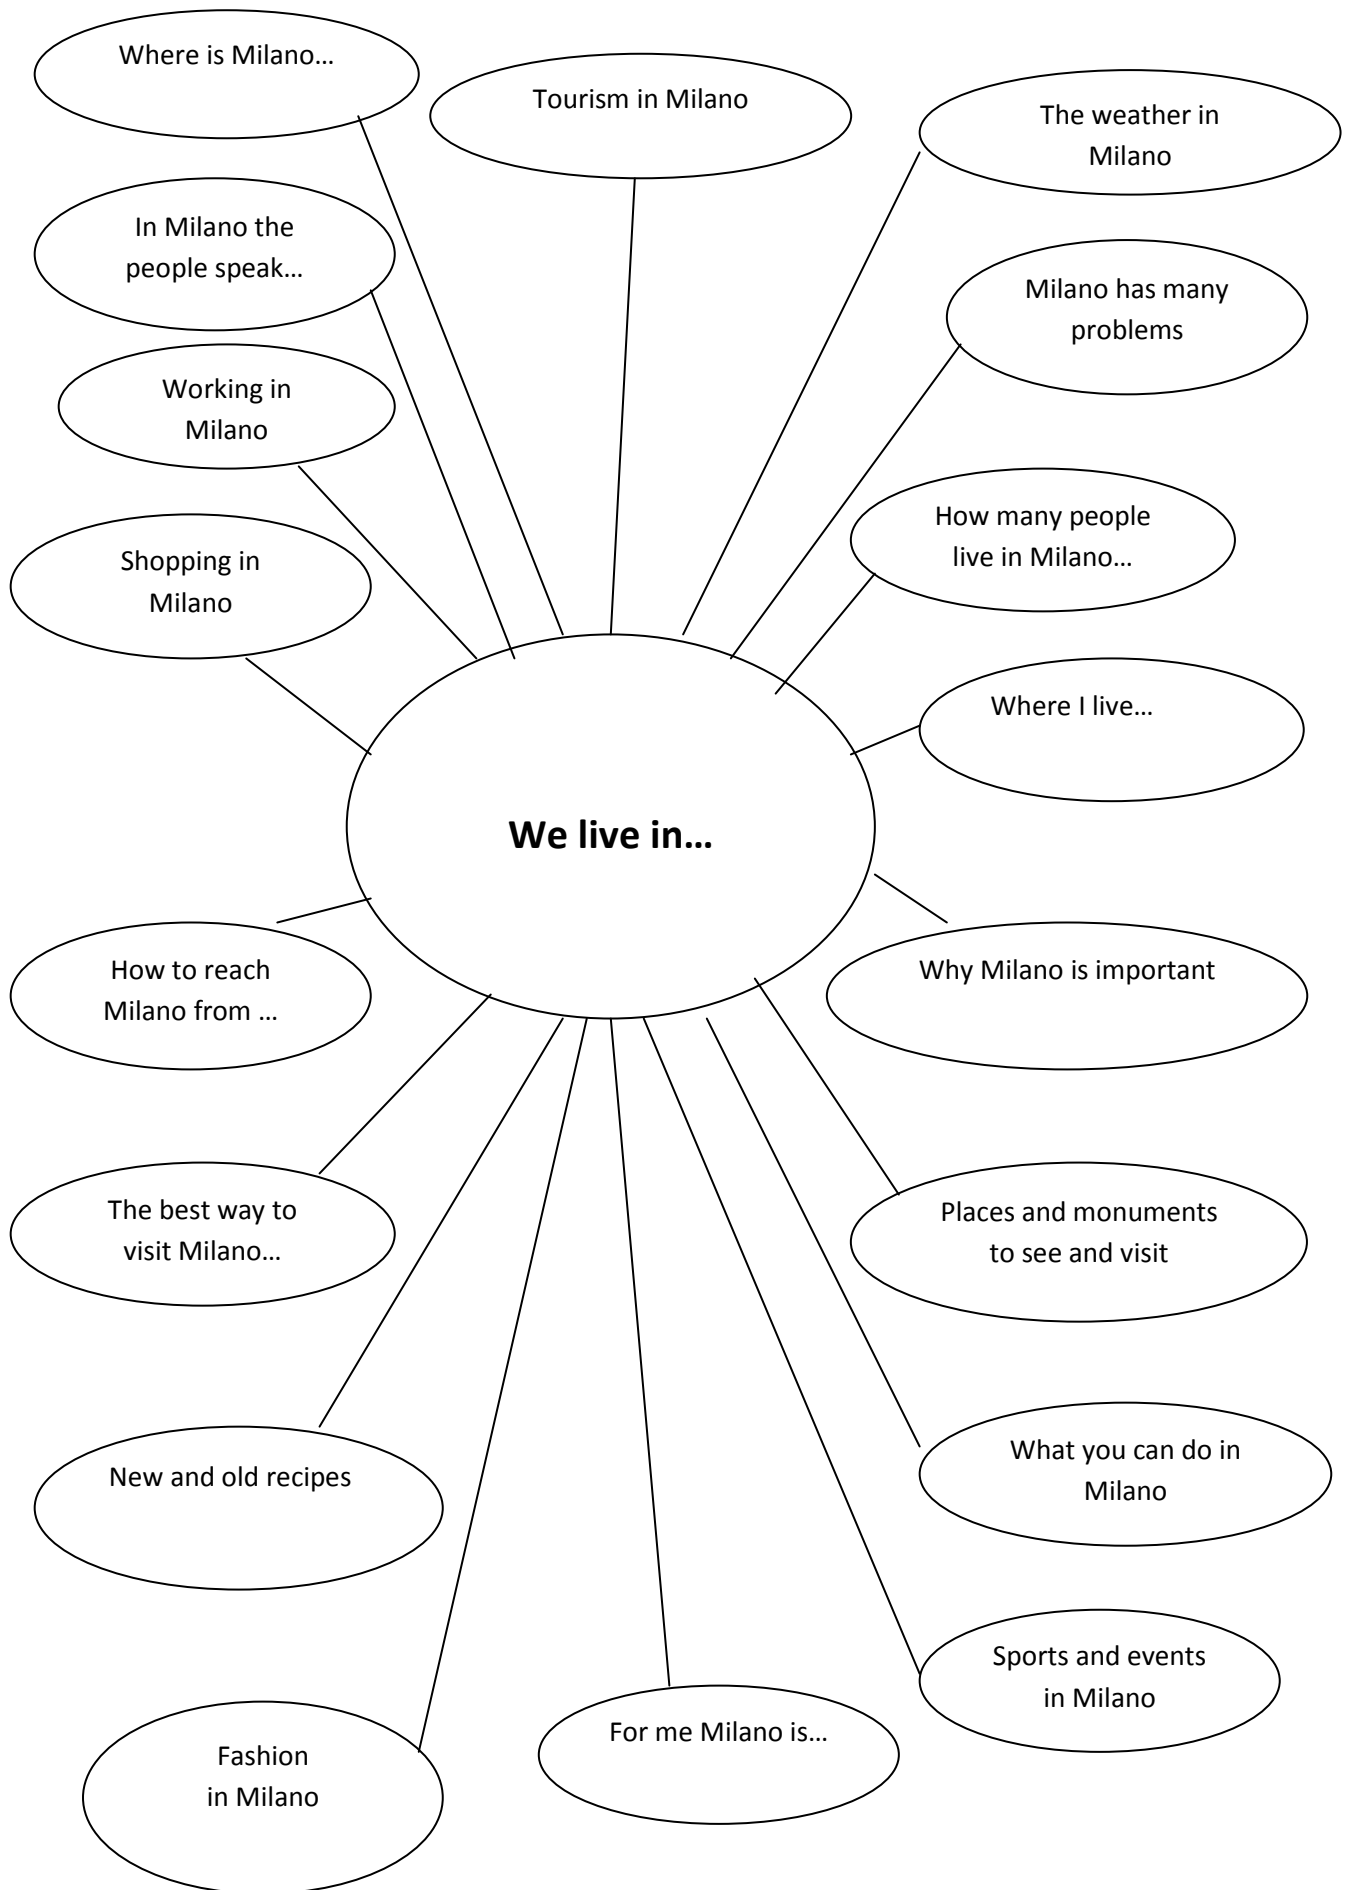 Where is Milano…
Tourism in Milano
The weather in
Milano
In Milano the
people speak…
Milano has many
problems
Working in
Milano
How many people
live in Milano…
Shopping in
Milano
Where I live…
We live in…
How to reach
Milano from …
Why Milano is important
The best way to
visit Milano…
Places and monuments
to see and visit
New and old recipes
What you can do in
Milano
Sports and events
in Milano
For me Milano is…
Fashion
in Milano